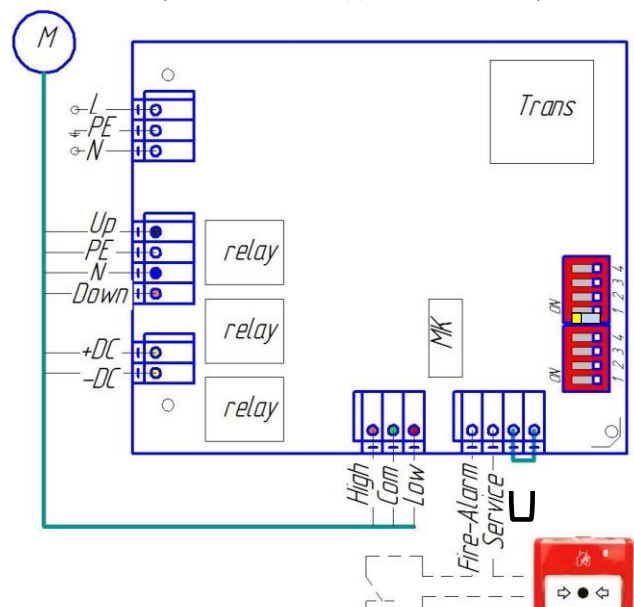 M
L
PE
N
Trans
Up
PE
N
Down
+DC
-DC
relay
relay
relay
MK
ON
1 2 3 4
ON
1 2 3 4
High
Com
Low
Fire-Alarm
Service